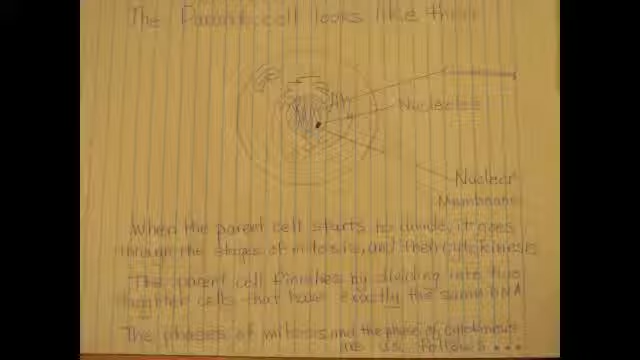 The Parent cell looks like this:
Nucleolus
Nuclear
Membrane
When the parent cell starts to divide, it goes
through the stages of mitosis, and then cytokinesis
The parent cell finishes by dividing into two
daughter cells that have exactly the same DNA
The phases of mitosis and the phase of cytokinesis
are as follows...